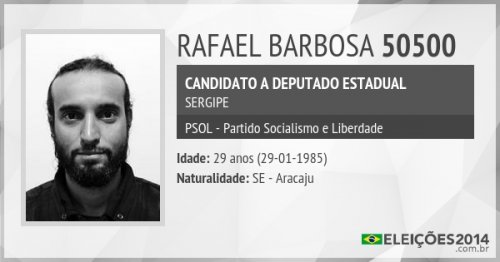 RAFAEL BARBOSA 50500
CANDIDATO A DEPUTADO ESTADUAL
SERGIPE
PSOL - Partido Socialismo e Liberdade
Idade: 29 anos (29-01-1985)
Naturalidade: SE - Aracaju
ELEIÇÕES2014
.com.br